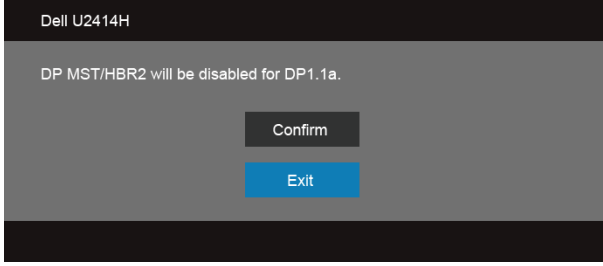 Dell U2414H
DP MST/HBR2 will be disabled for DP1.1a.
Confirm
Exit